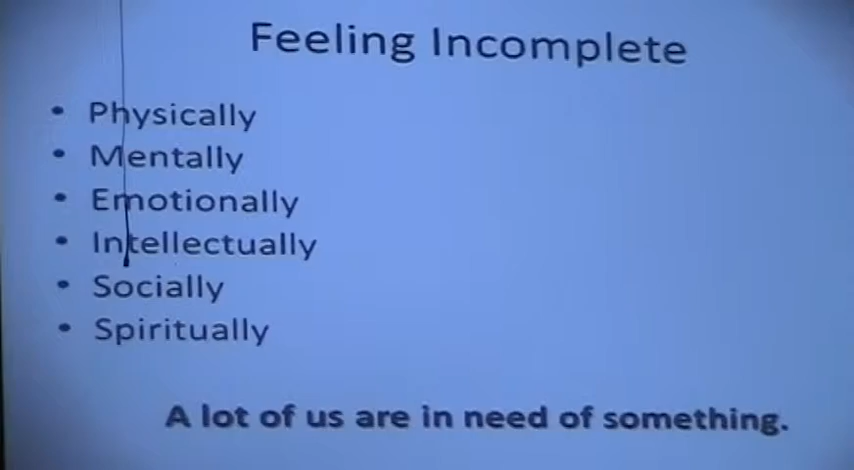 Feeling Incomplete
• Physically
• Mentally
• Emotionally
• Intellectually
• Socially
• Spiritually
A lot of us are in need of something.